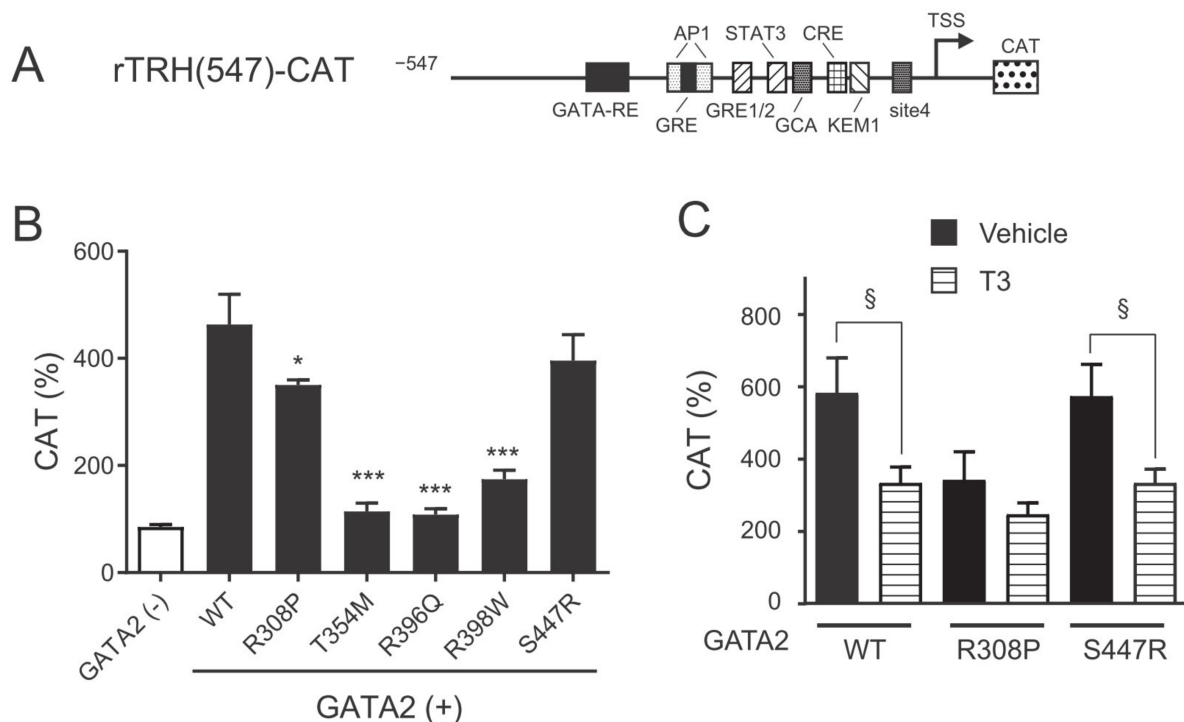 A
rTRH(547)-CAT
−547
AP1
STAT3
CRE
TSS
CAT
GATA-RE
GRE
GRE1/2
GCA
KEM1
site4
B
CAT (%)
600
400
200
0
*
***
***
***
GATA2 (-)
WT
R308P
T354M
R396Q
R398W
S447R
GATA2 (+)
C
Vehicle
T3
CAT (%)
800
600
400
200
0
§
§
GATA2
WT
R308P
S447R